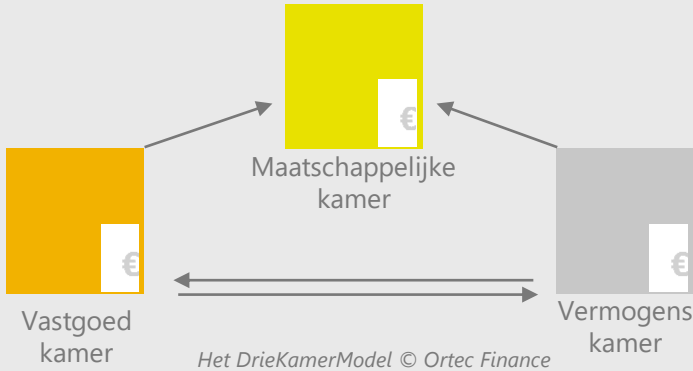 €
Maatschappelijke
kamer
€
Vastgoed
kamer
€
Vermogens
kamer
Het DrieKamerModel © Ortec Finance